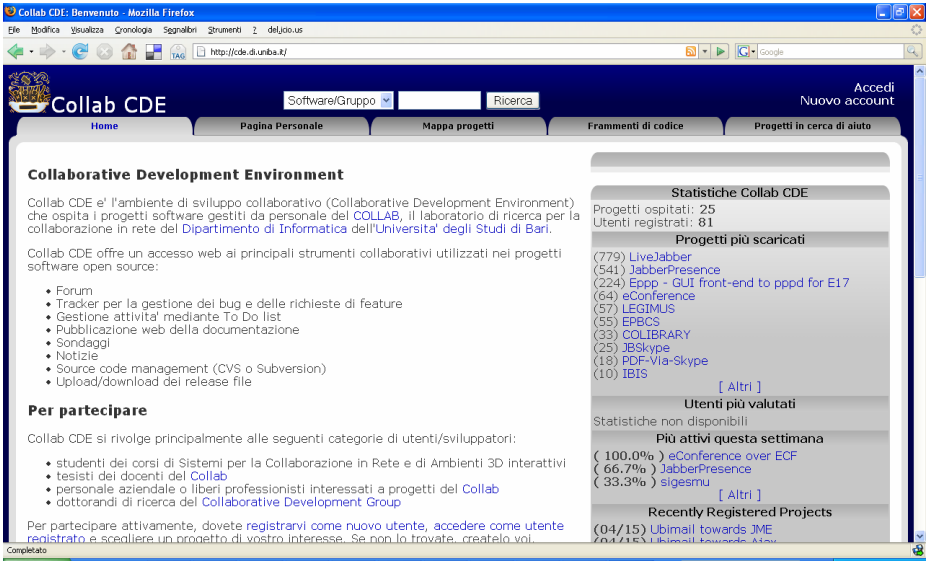 Collab CDE: Benvenuto - Mozilla Firefox
File Modifica Visualizza Cronologia Segnalibri Strumenti ? del.icio.us
TAG http://cde.di.uniba.it/ G Google
Collab CDE
Software/Gruppo Ricerca
Accedi
Nuovo account
Home Pagina Personale Mappa progetti Frammenti di codice Progetti in cerca di aiuto
Collaborative Development Environment
Collab CDE e' l'ambiente di sviluppo collaborativo (Collaborative Development Environment)
che ospita i progetti software gestiti da personale del COLLAB, il laboratorio di ricerca per la
collaborazione in rete del Dipartimento di Informatica dell'Universita' degli Studi di Bari.
Collab CDE offre un accesso web ai principali strumenti collaborativi utilizzati nei progetti
software open source:
• Forum
• Tracker per la gestione dei bug e delle richieste di feature
• Gestione attivita' mediante To Do list
• Pubblicazione web della documentazione
• Sondaggi
• Notizie
• Source code management (CVS o Subversion)
• Upload/download dei release file
Per partecipare
Collab CDE si rivolge principalmente alle seguenti categorie di utenti/sviluppatori:
• studenti dei corsi di Sistemi per la Collaborazione in Rete e di Ambienti 3D interattivi
• tesisti dei docenti del Collab
• personale aziendale o liberi professionisti interessati a progetti del Collab
• dottorandi di ricerca del Collaborative Development Group
Per partecipare attivamente, dovete registrarvi come nuovo utente, accedere come utente
registrato e scegliere un progetto di vostro interesse. Se non lo trovate, createlo voi.
Statistiche Collab CDE
Progetti ospitati: 25
Utenti registrati: 81
Progetti più scaricati
(779) LiveJabber
(541) JabberPresence
(224) Eppp - GUI front-end to pppd for E17
(64) eConference
(57) LEGIMUS
(55) EPBCS
(33) COLIBRARY
(25) JBSkype
(18) PDF-Via-Skype
(10) IBIS
[ Altri ]
Utenti più valutati
Statistiche non disponibili
Più attivi questa settimana
( 100.0% ) eConference over ECF
( 66.7% ) JabberPresence
( 33.3% ) sigesmu
[ Altri ]
Recently Registered Projects
(04/15) Ubimail towards JME
(04/15) Ubimail towards Ajax
Completato